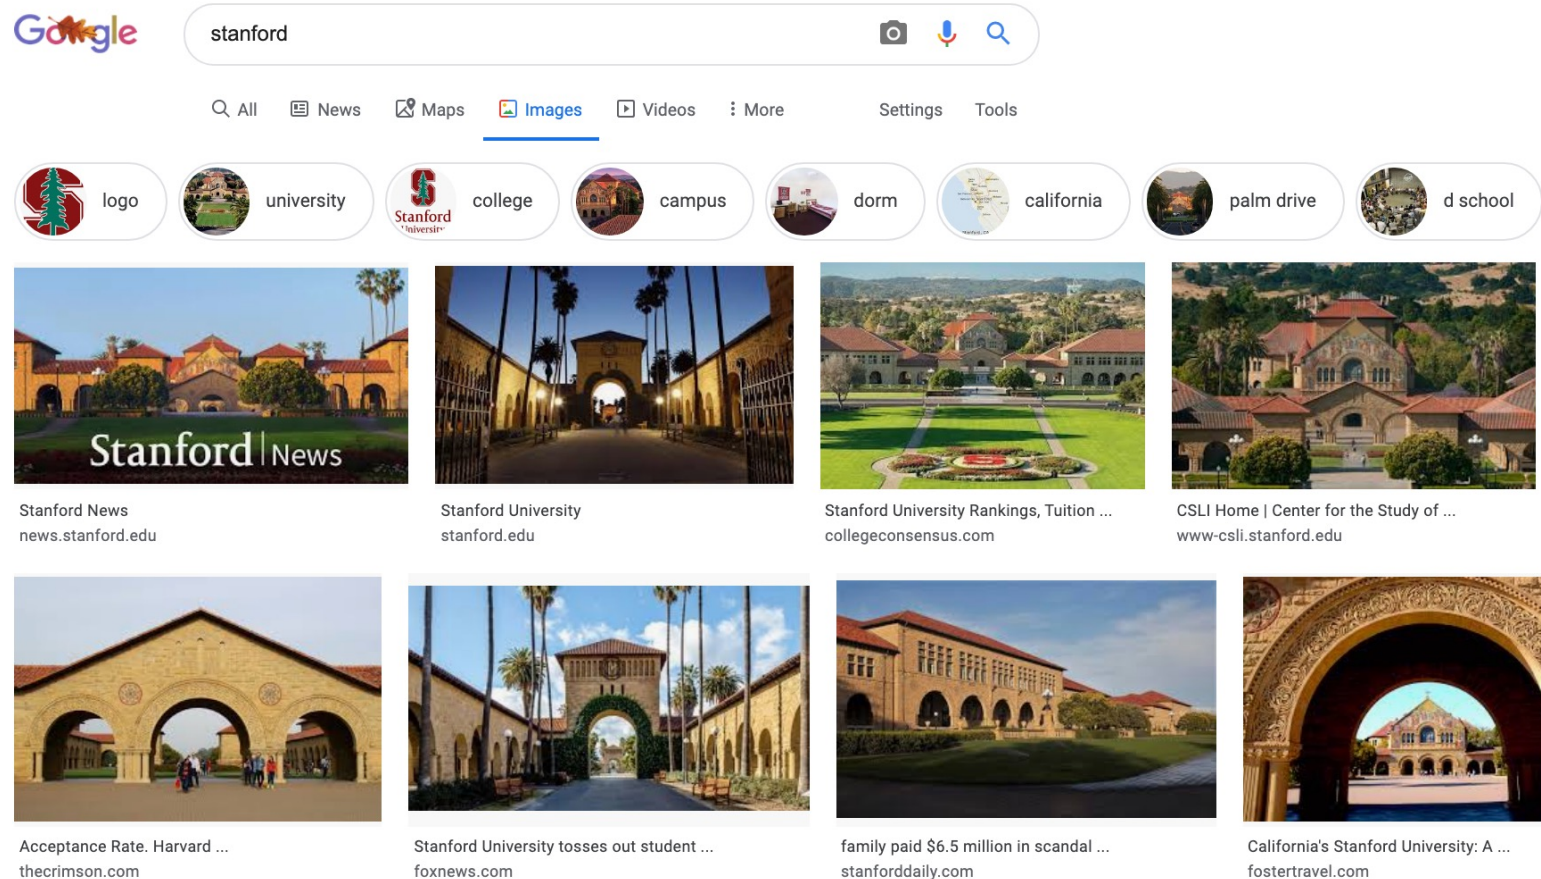 Google
stanford
All News Maps Images Videos More Settings Tools
logo university college campus dorm california palm drive d school
Stanford
University
Stanford | News
Stanford News Stanford University Stanford University Rankings, Tuition ... CSLI Home | Center for the Study of ...
news.stanford.edu stanford.edu collegeconsensus.com www-csli.stanford.edu
Acceptance Rate. Harvard ... Stanford University tosses out student ... family paid $6.5 million in scandal ... California's Stanford University: A ...
thecrimson.com foxnews.com stanforddaily.com fostertravel.com